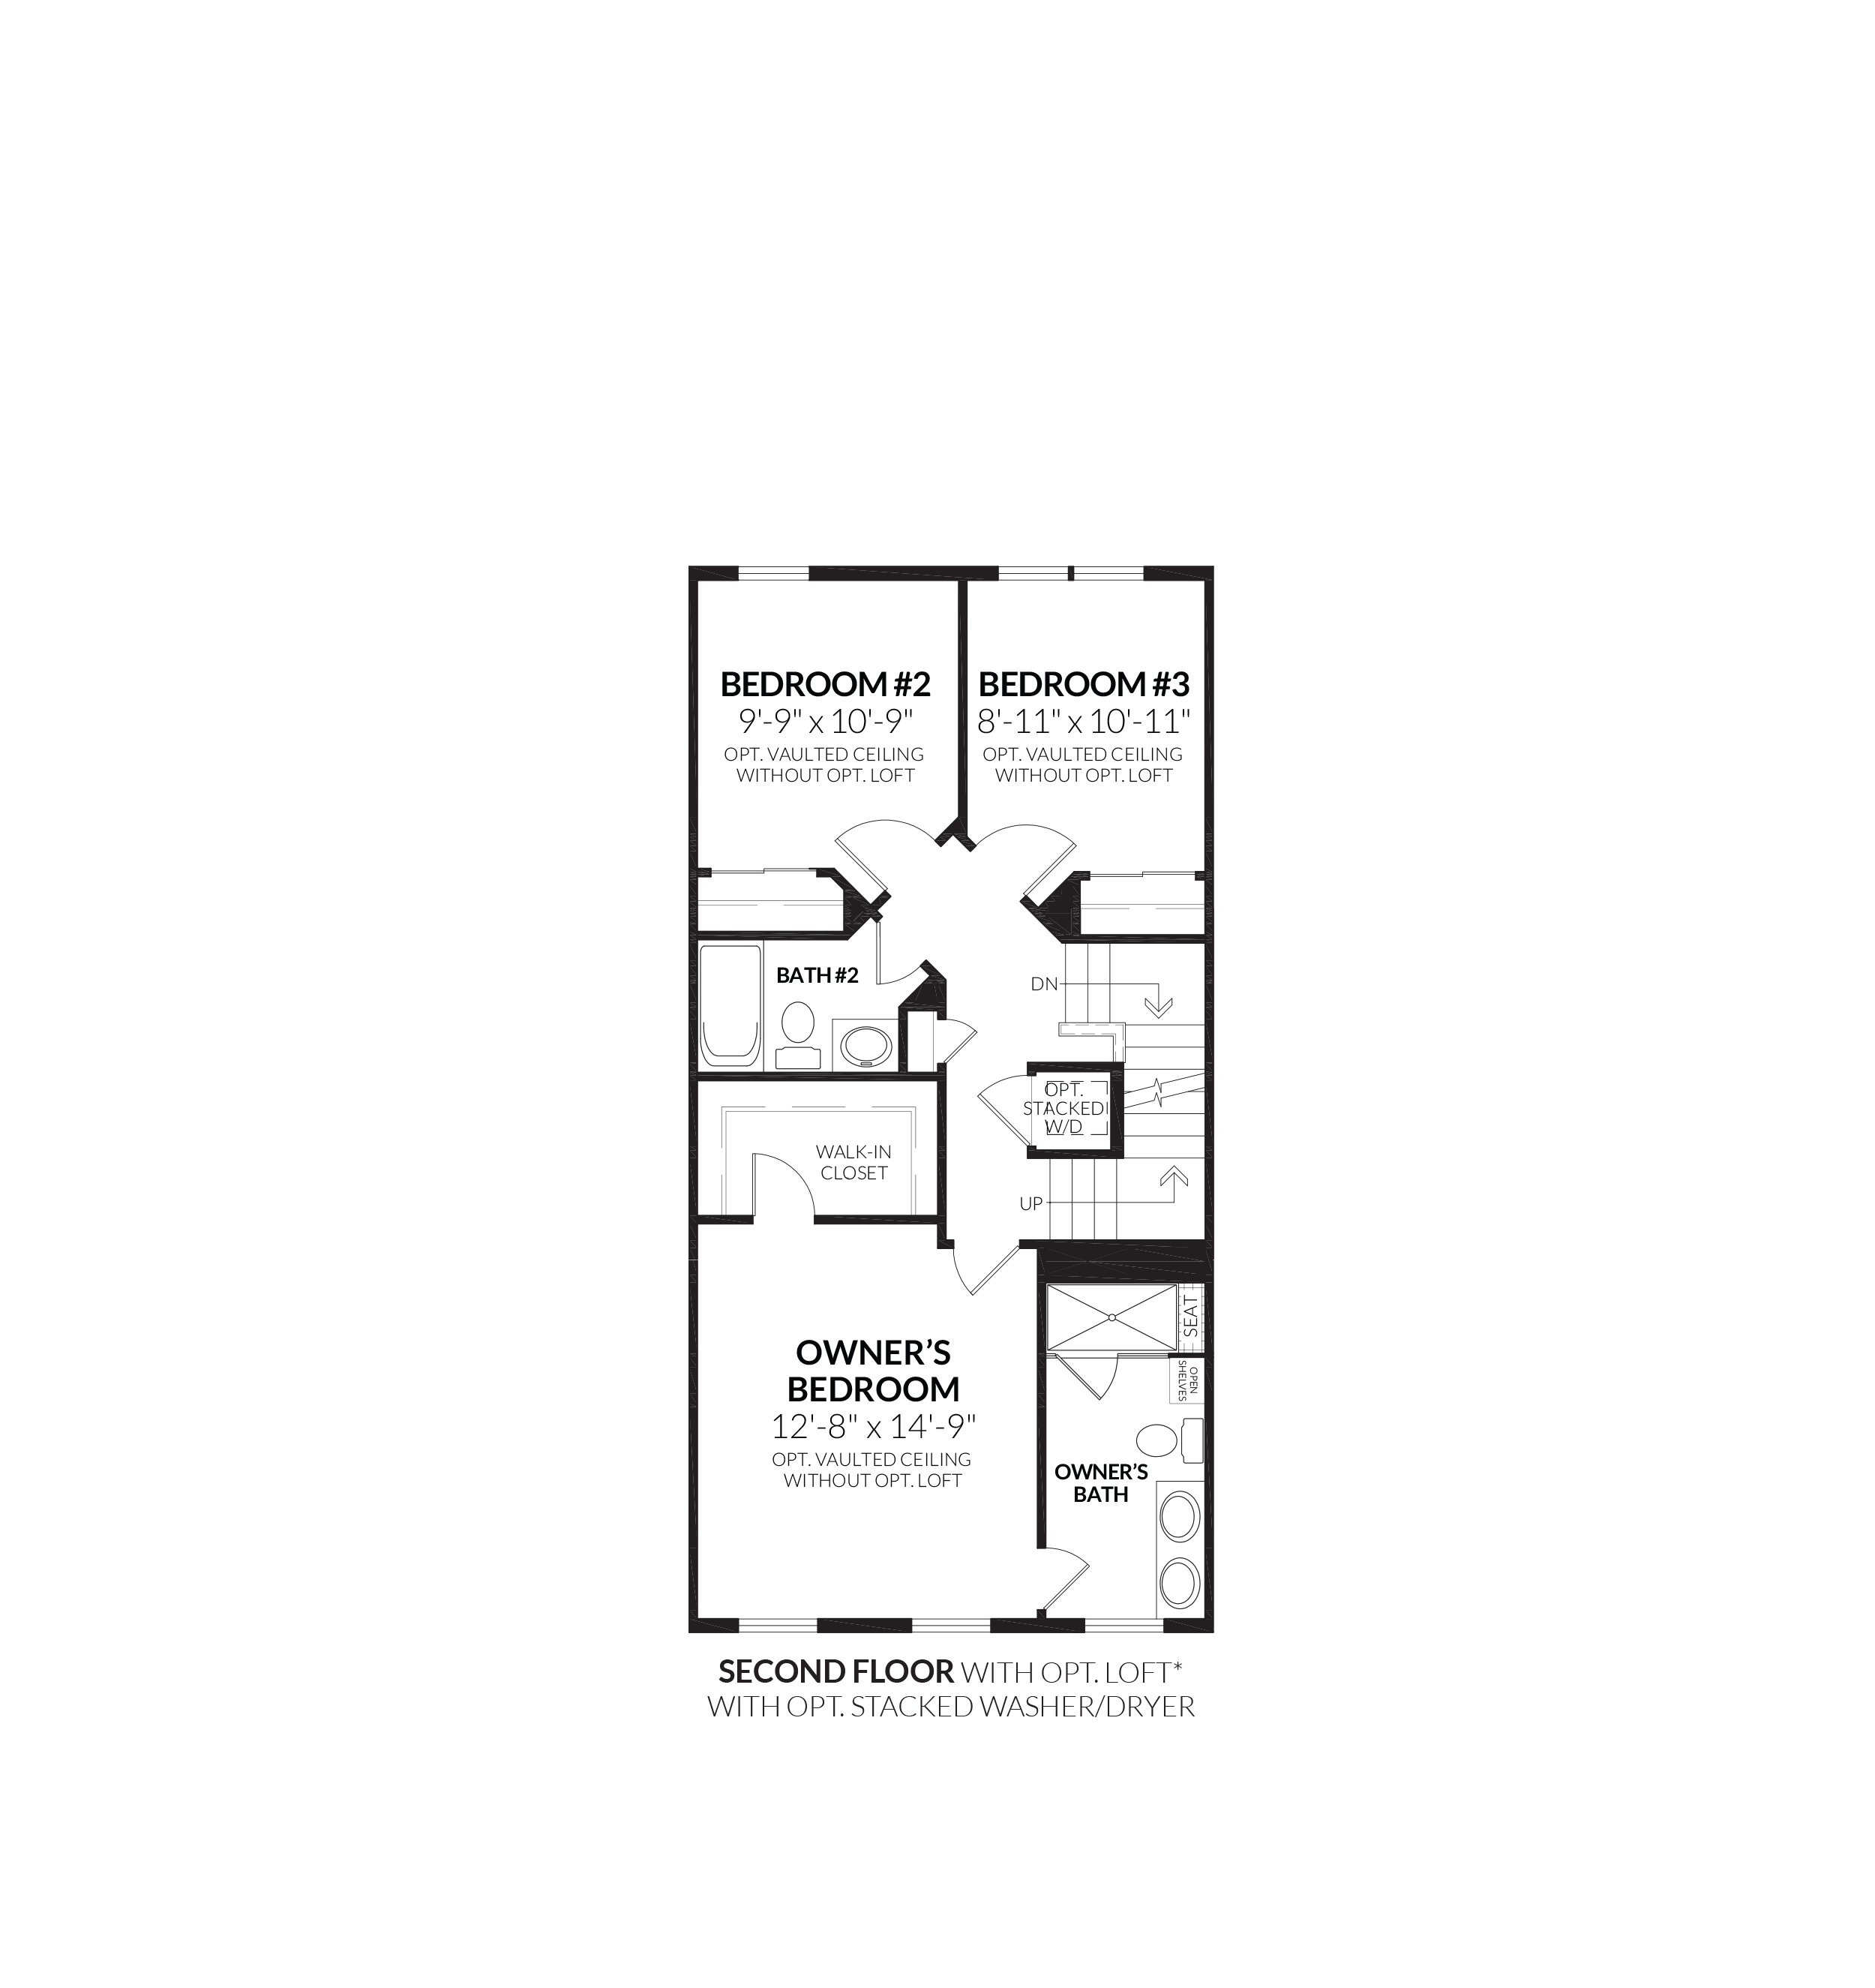 BEDROOM #2
9'-9" x 10'-9"
OPT. VAULTED CEILING
WITHOUT OPT. LOFT
BEDROOM #3
8'-11" x 10'-11"
OPT. VAULTED CEILING
WITHOUT OPT. LOFT
BATH #2
DN
OPT.
STACKED
W/D
WALK-IN
CLOSET
UP
SEAT
OPEN
SHELVES
OWNER’S
BEDROOM
12'-8" x 14'-9"
OPT. VAULTED CEILING
WITHOUT OPT. LOFT
OWNER’S
BATH
SECOND FLOOR WITH OPT. LOFT*
WITH OPT. STACKED WASHER/DRYER